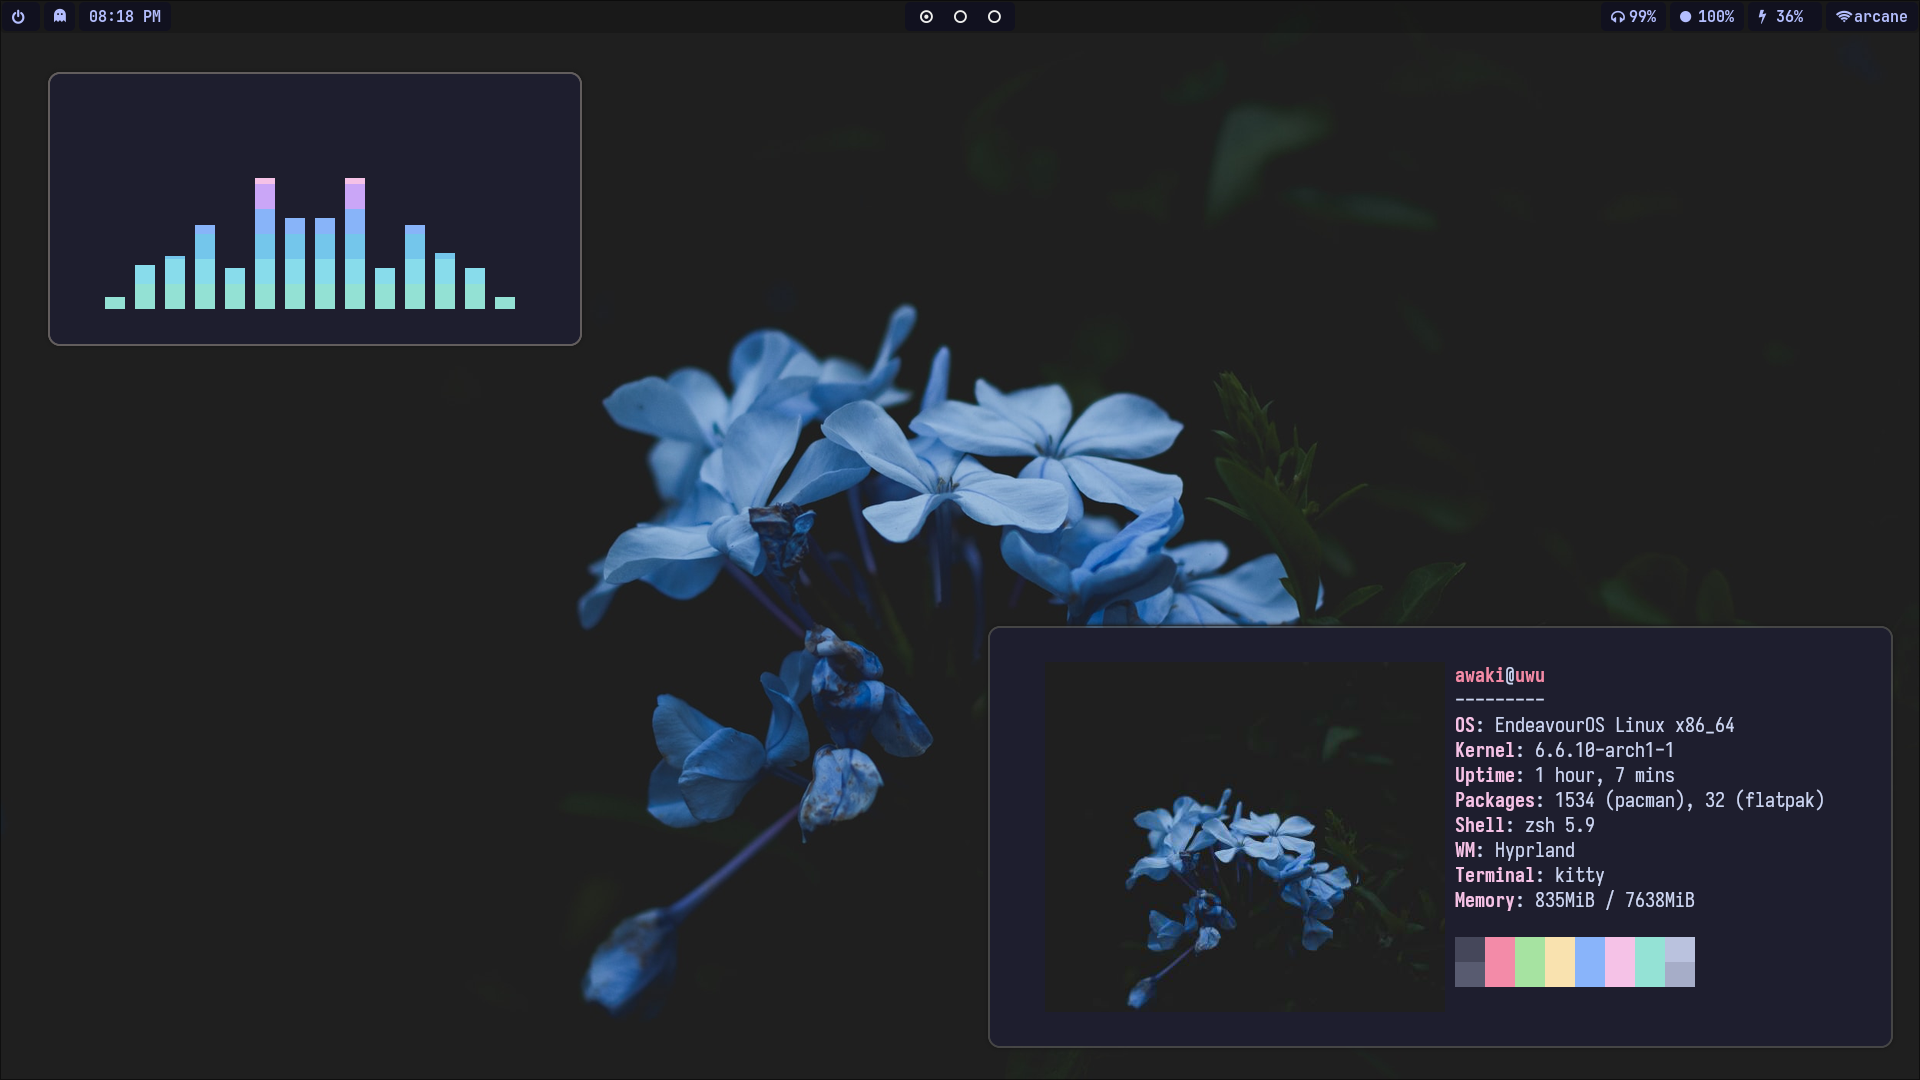 08:18 PM
99%
100%
36%
arcane
awaki@uwu
---------
OS: EndeavourOS Linux x86_64
Kernel: 6.6.10-arch1-1
Uptime: 1 hour, 7 mins
Packages: 1534 (pacman), 32 (flatpak)
Shell: zsh 5.9
WM: Hyprland
Terminal: kitty
Memory: 835MiB / 7638MiB